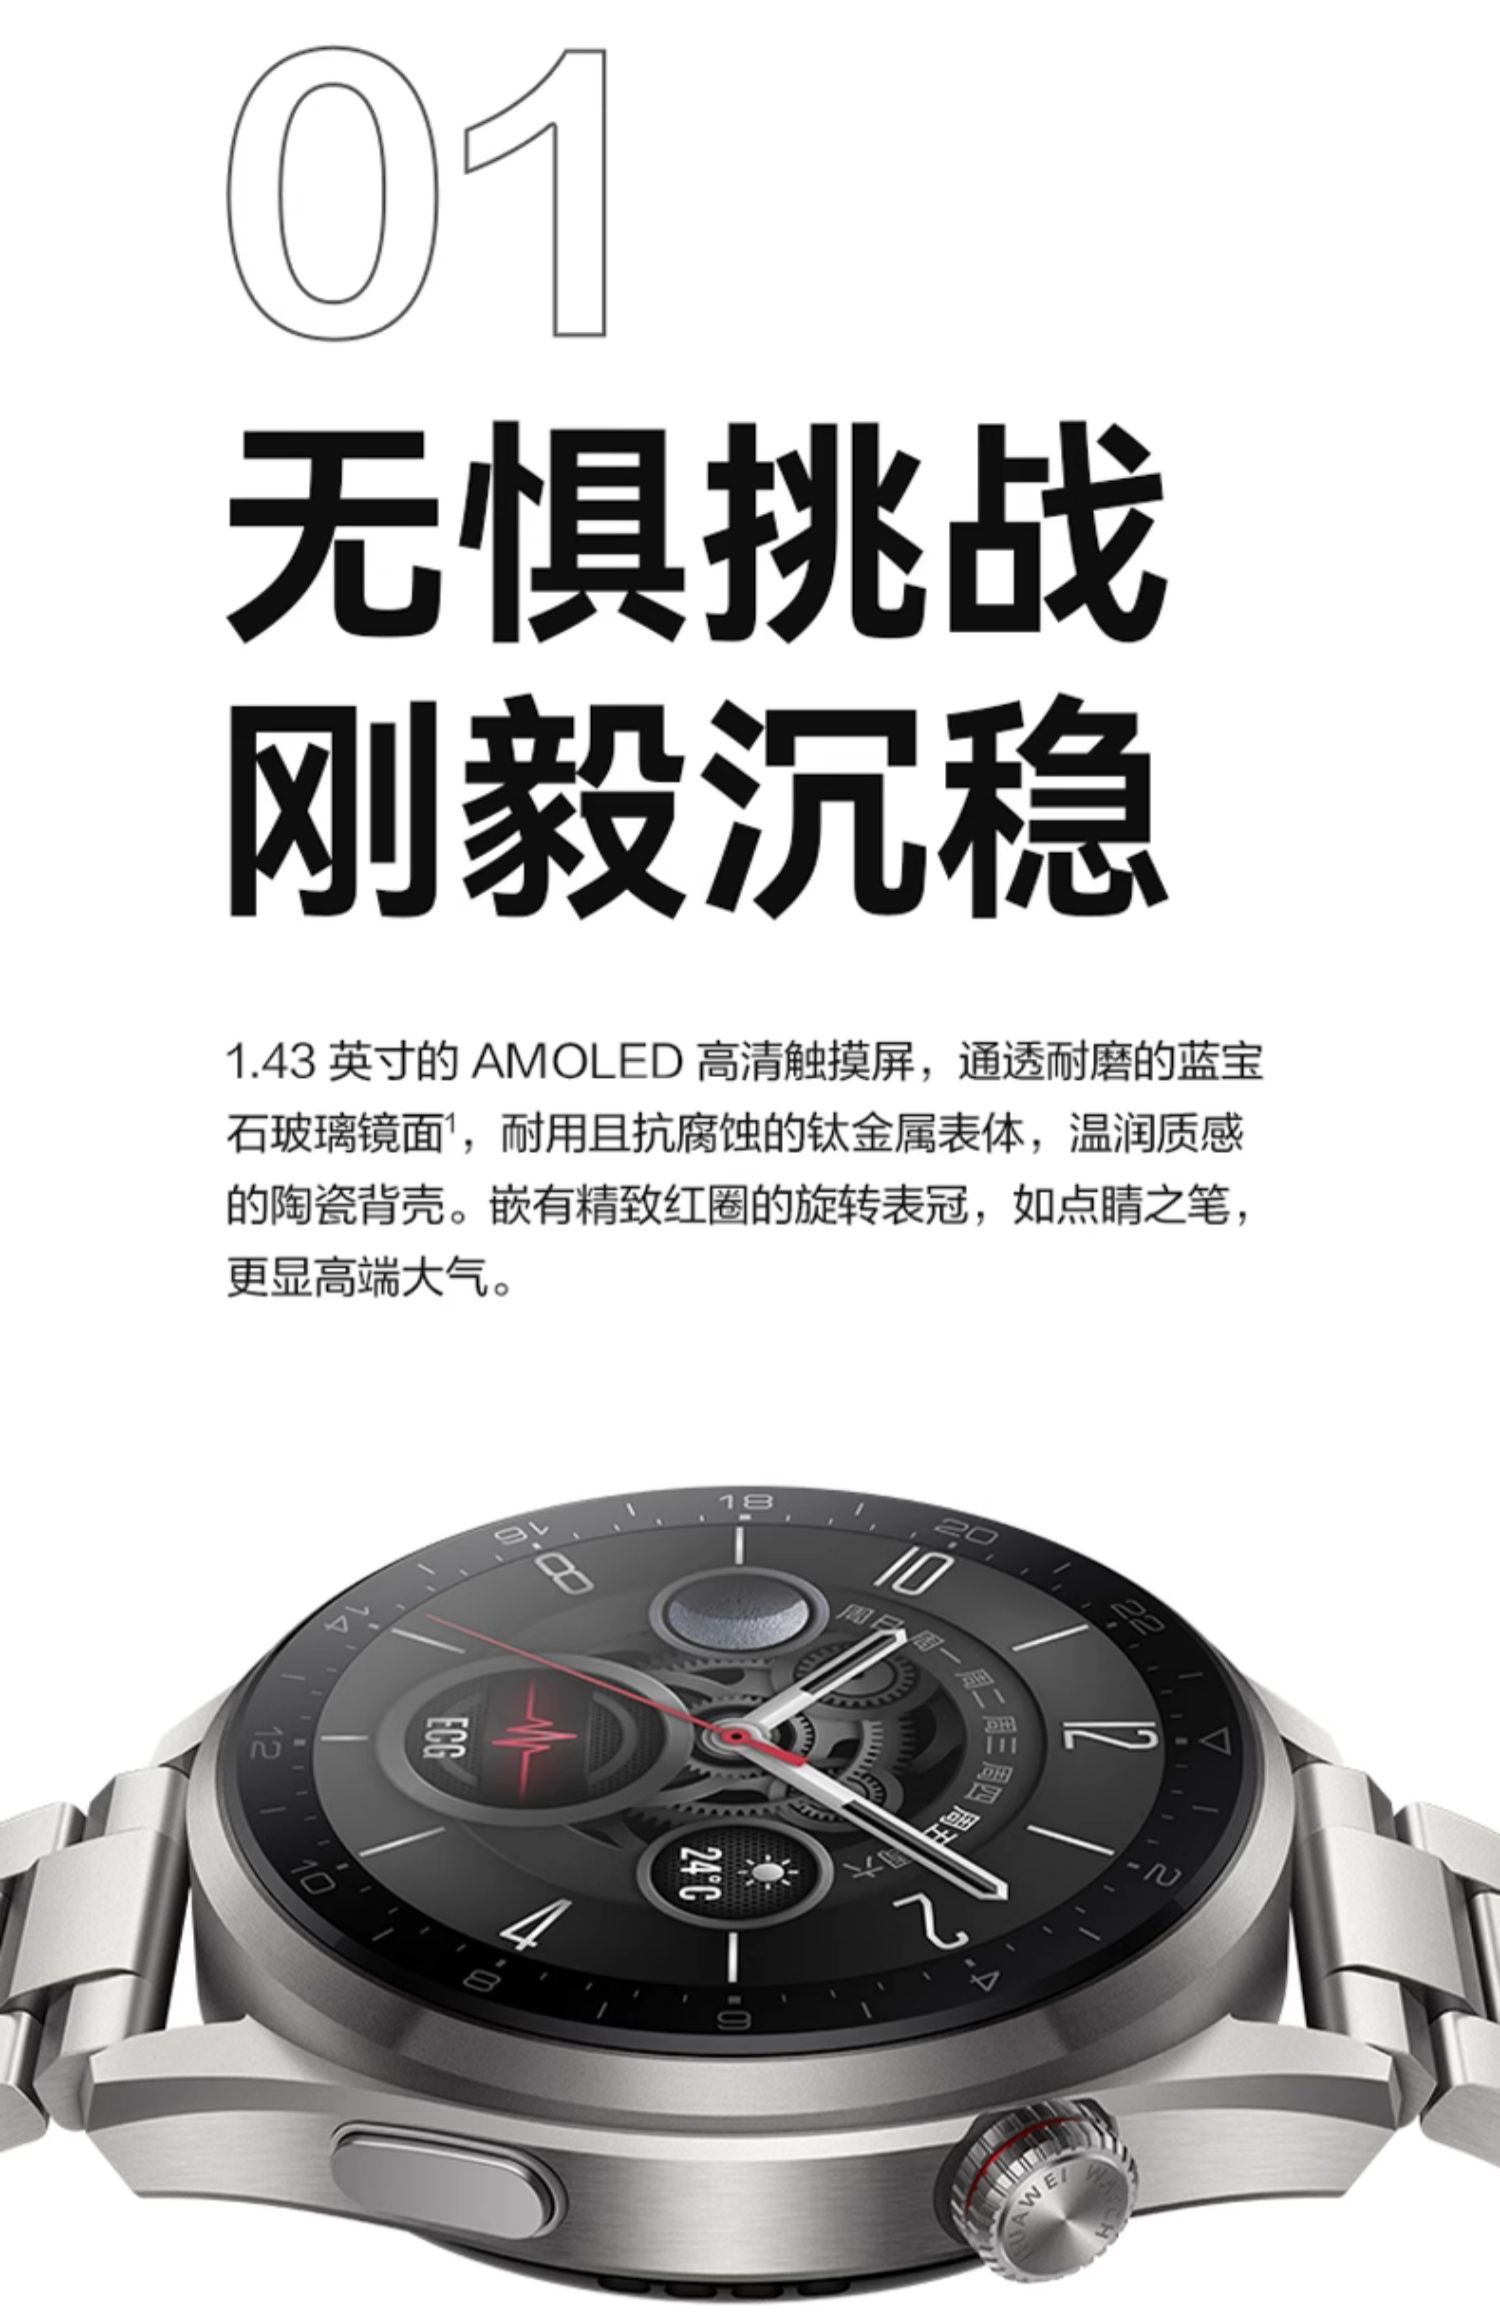 01
无惧挑战
刚毅沉稳
1.43 英寸的 AMOLED 高清触摸屏，通透耐磨的蓝宝
石玻璃镜面¹，耐用且抗腐蚀的钛金属表体，温润质感
的陶瓷背壳。嵌有精致红圈的旋转表冠，如点睛之笔，
更显高端大气。
18
16
20
8
10
14
22
周日
周一
周二
周三
周四
周五
周六
12
12
ECG
24°C
10
2
4
2
8
4
6
HUAWEI WATCH